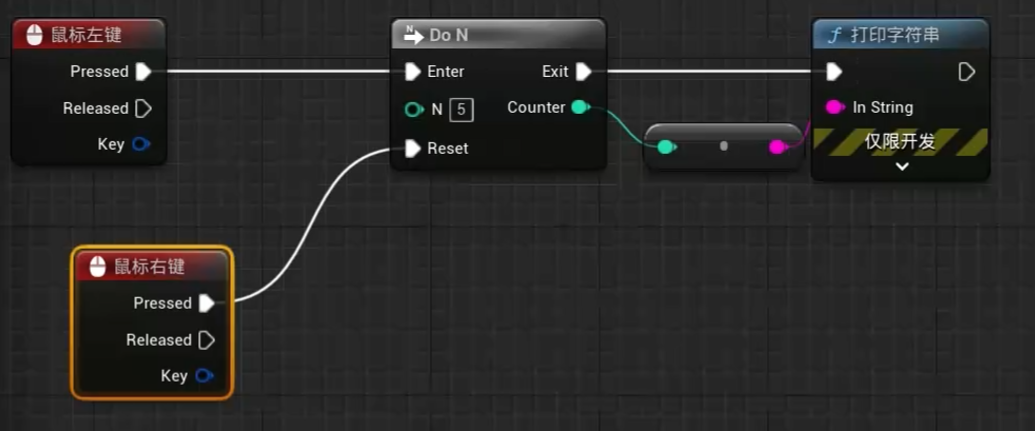 鼠标左键
Pressed
Released
Key
N
Do N
Enter
Exit
N 5
Counter
Reset
f 打印字符串
In String
仅限开发
鼠标右键
Pressed
Released
Key